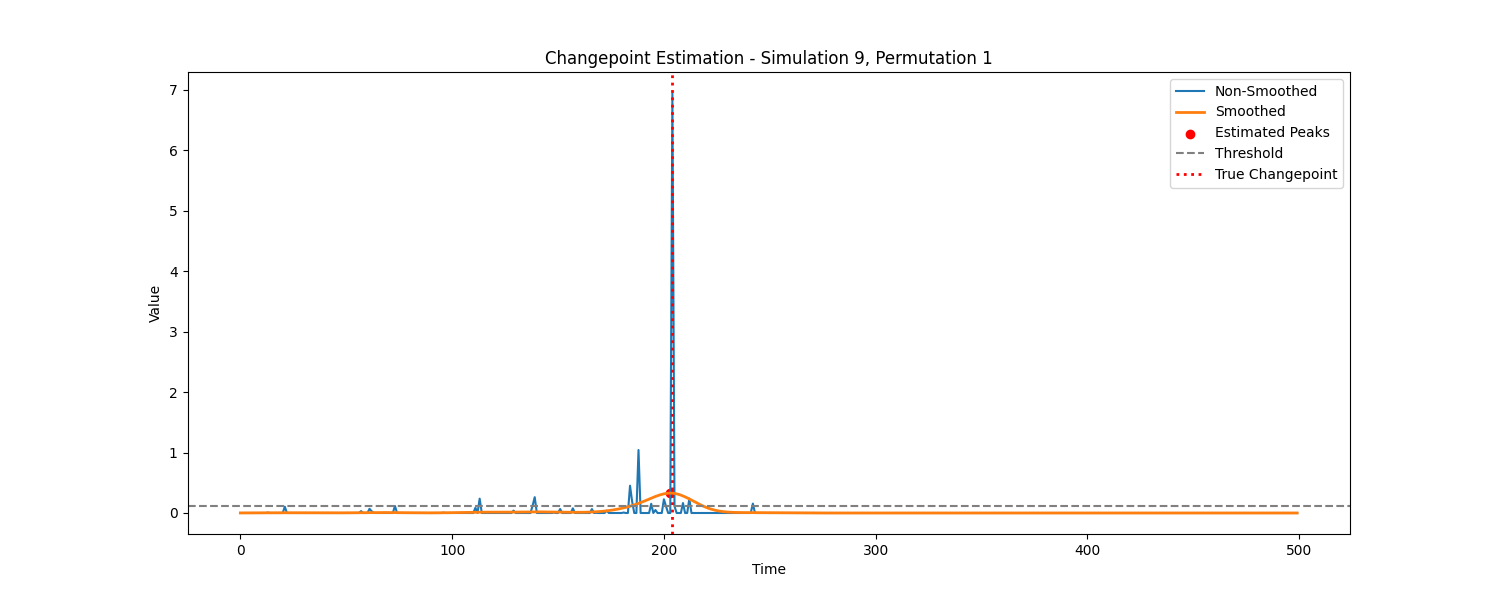 Changepoint Estimation - Simulation 9, Permutation 1
Value
7
6
5
4
3
2
1
0
0 100 200 300 400 500
Time
Non-Smoothed
Smoothed
Estimated Peaks
Threshold
True Changepoint